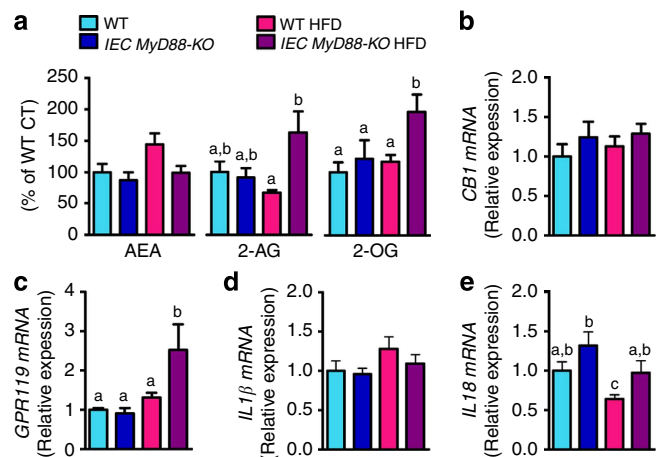 a
WT
WT HFD
IEC MyD88-KO
IEC MyD88-KO HFD
(% of WT CT)
250
200
150
100
50
0
a,b
a,b
a
b
a
a
a
b
AEA
2-AG
2-OG
b
CB1 mRNA
(Relative expession)
2.0
1.5
1.0
0.5
0.0
c
GPR119 mRNA
(Relative expession)
4
3
2
1
0
a
a
a
b
d
IL1β mRNA
(Relative expression)
2.0
1.5
1.0
0.5
0.0
e
IL18 mRNA
(Relative expression)
2.0
1.5
1.0
0.5
0.0
a,b
b
c
a,b